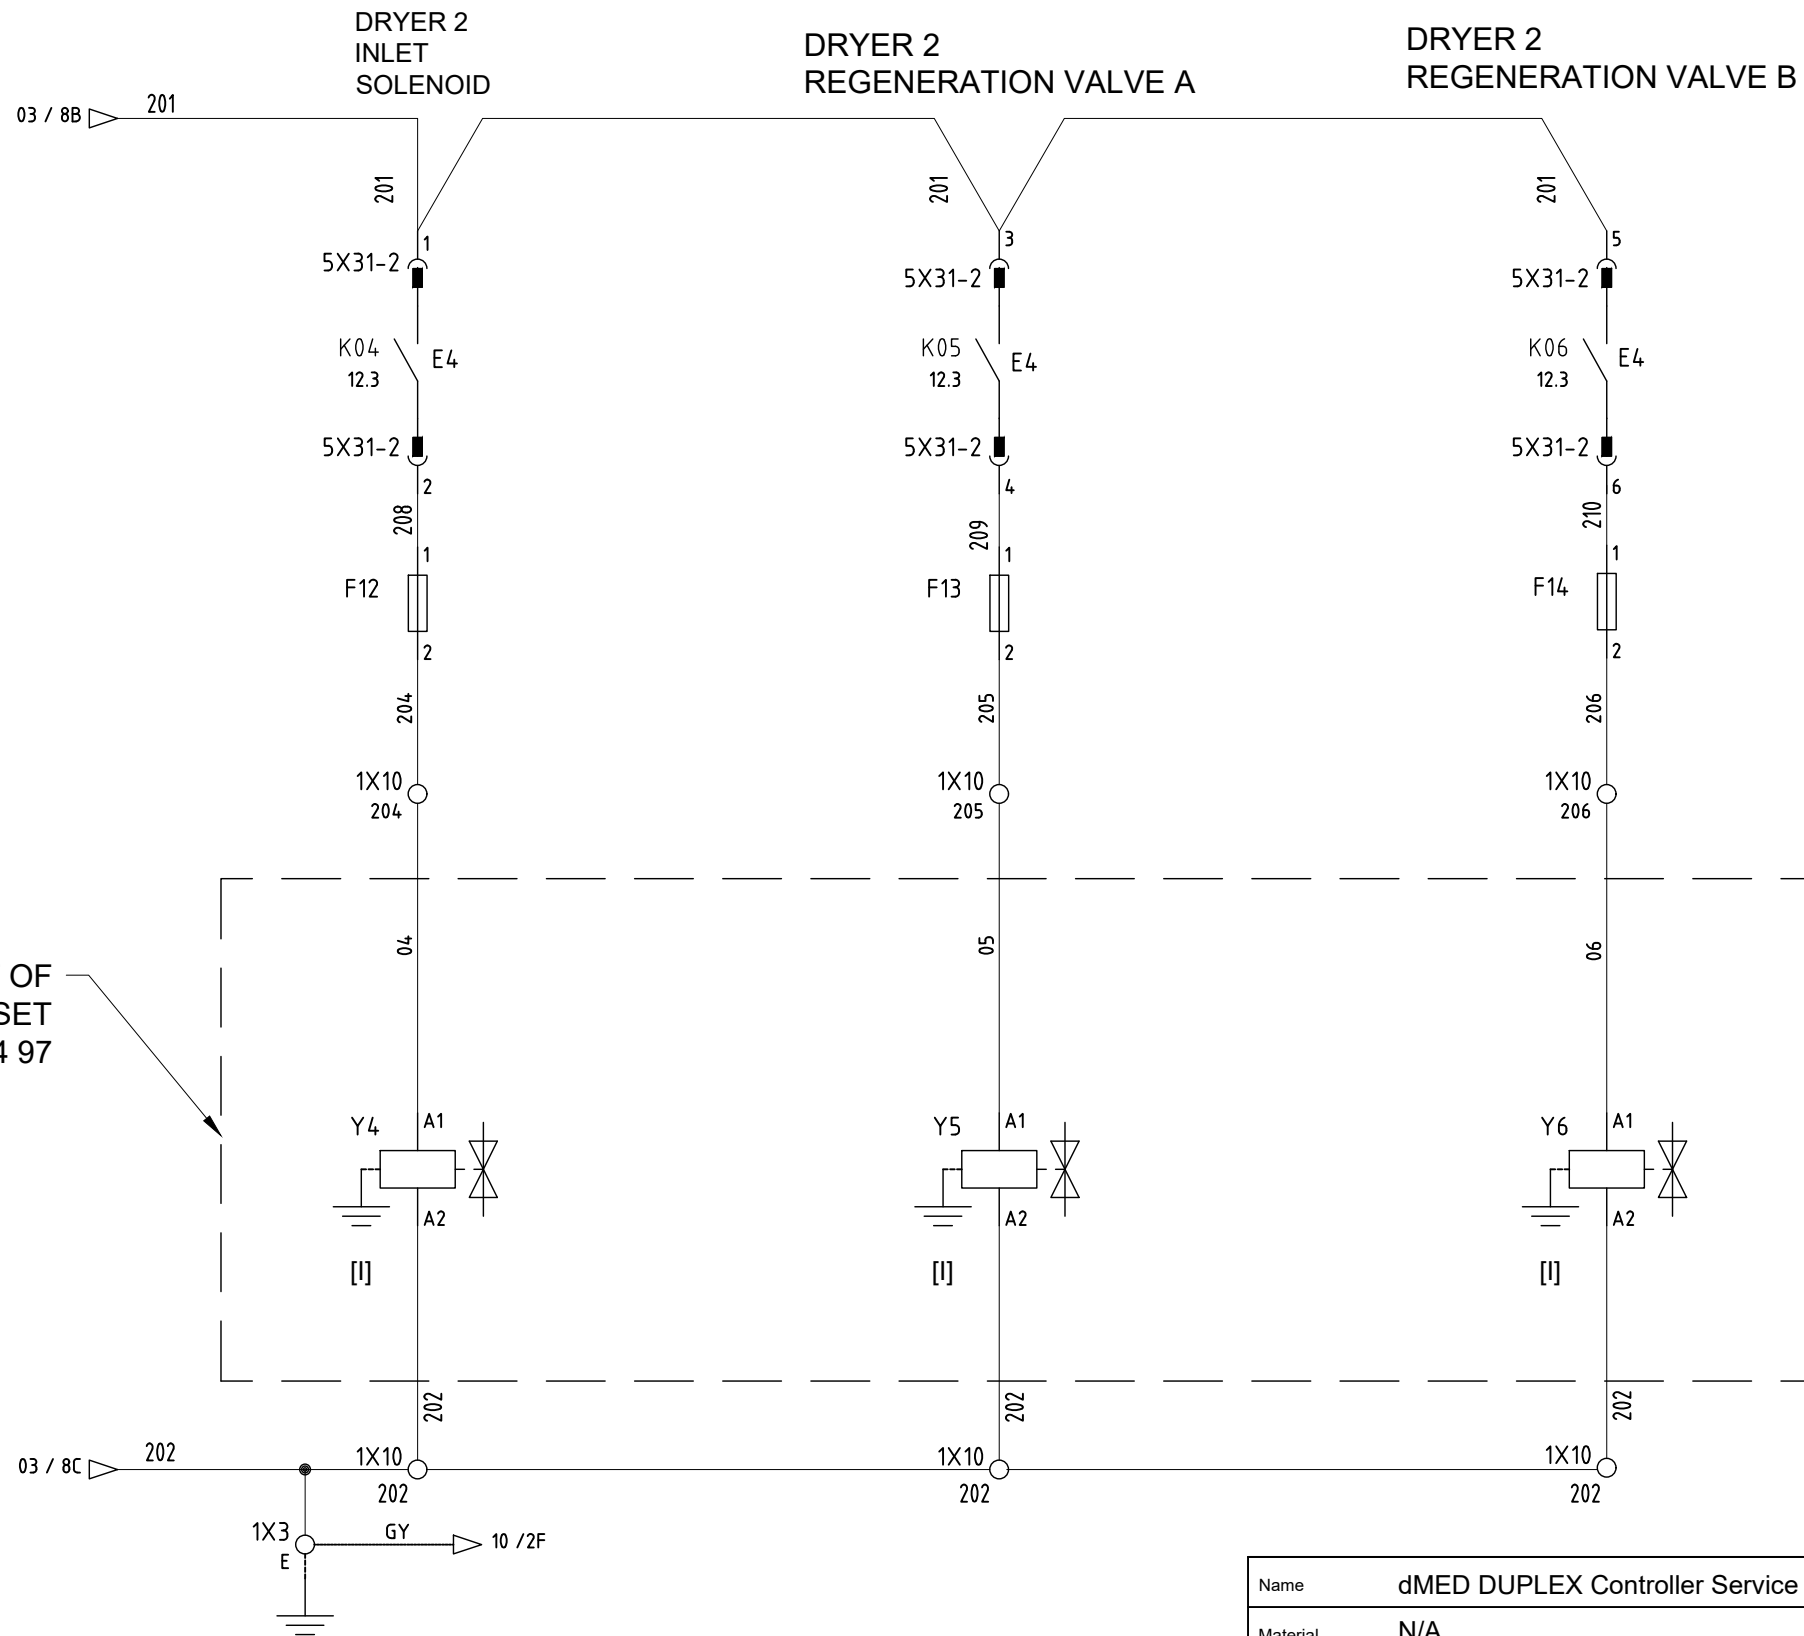 DRYER 2
INLET
SOLENOID
DRYER 2
REGENERATION VALVE A
DRYER 2
REGENERATION VALVE B
03 / 8B
201
201
201
201
1
3
5
5X31-2
5X31-2
5X31-2
K04
E4
12.3
K05
E4
12.3
K06
E4
12.3
5X31-2
5X31-2
5X31-2
2
4
6
208
209
210
1
1
1
F12
F13
F14
2
2
2
204
205
206
1X10
204
1X10
205
1X10
206
04
05
06
OF
SET
4 97
Y4
A1
A2
[I]
Y5
A1
A2
[I]
Y6
A1
A2
[I]
202
202
202
03 / 8C
202
1X10
202
1X10
202
1X10
202
1X3
E
GY
10 /2F
Name dMED DUPLEX Controller Service
Material N/A